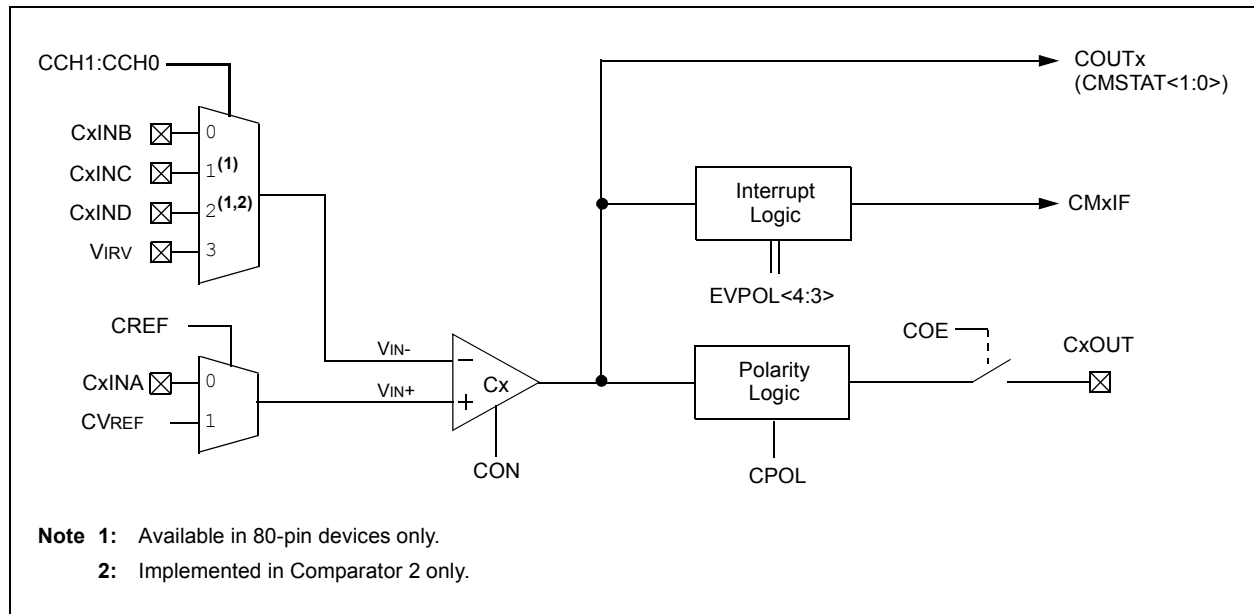 CCH1:CCH0
CxINB
0
CxINC
1(1)
CxIND
2(1,2)
VIRV
3
COUTx
(CMSTAT<1:0>)
Interrupt
Logic
CMxIF
EVPOL<4:3>
CREF
CxINA
0
CVREF
1
VIN-
VIN+
−
+
Cx
CON
Polarity
Logic
CPOL
COE
CxOUT
Note 1: Available in 80-pin devices only.
2: Implemented in Comparator 2 only.